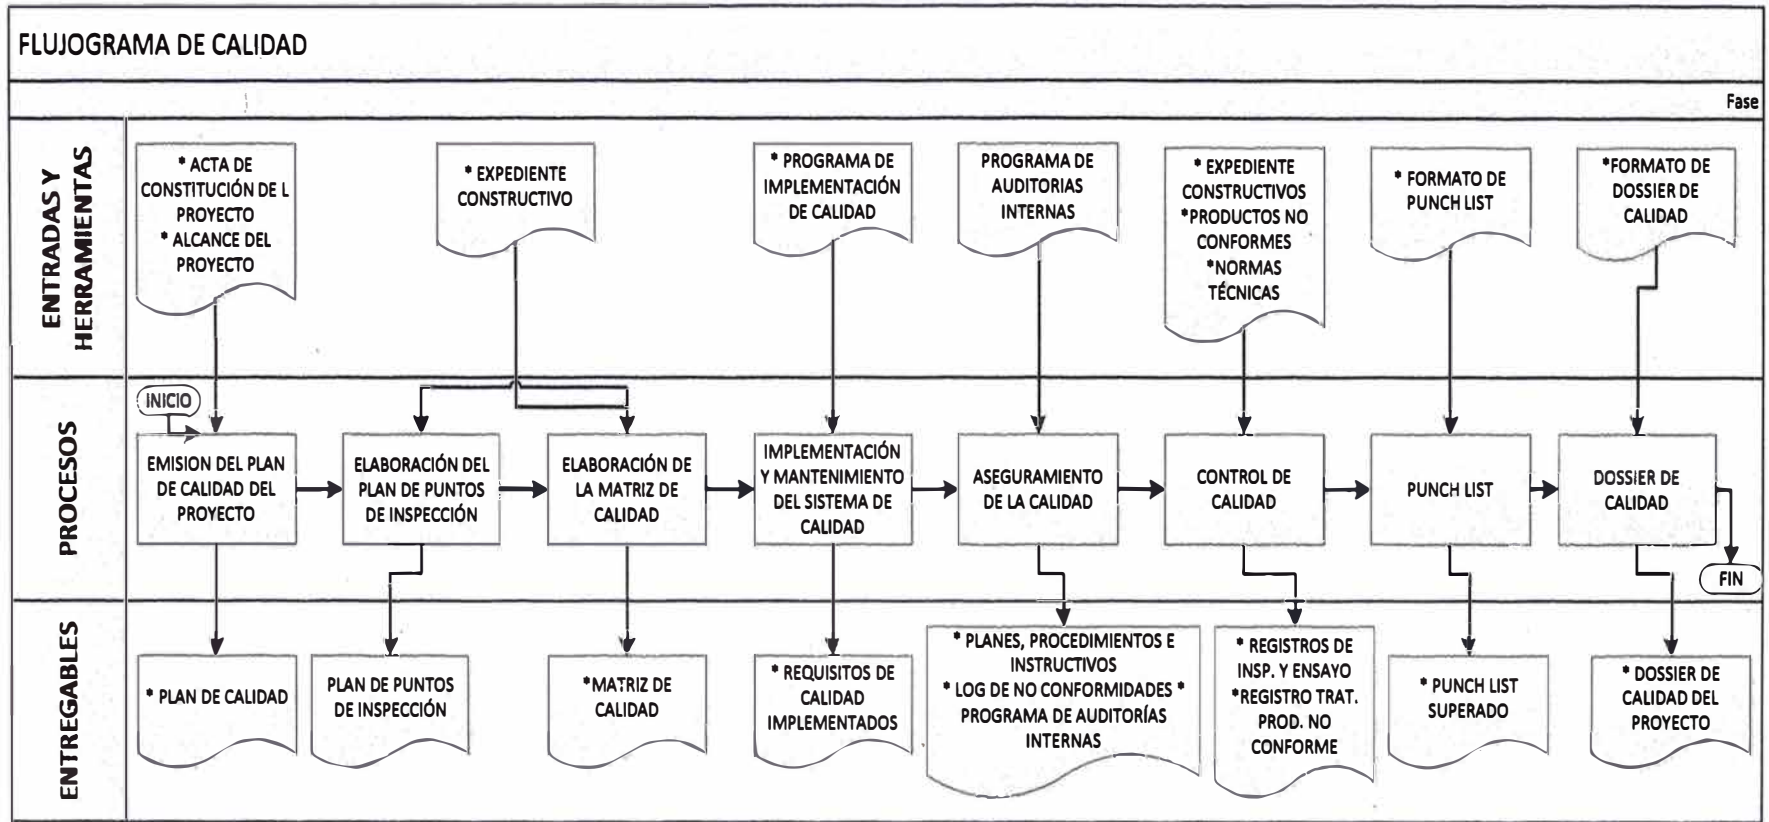 FLUJOGRAMA DE CALIDAD
Fase
ENTRADAS Y
HERRAMIENTAS
* ACTA DE
CONSTITUCIÓN DE L
PROYECTO
* ALCANCE DEL
PROYECTO
* EXPEDIENTE
CONSTRUCTIVO
* PROGRAMA DE
IMPLEMENTACIÓN
DE CALIDAD
PROGRAMA DE
AUDITORIAS
INTERNAS
* EXPEDIENTE
CONSTRUCTIVOS
*PRODUCTOS NO
CONFORMES
*NORMAS
TÉCNICAS
* FORMATO DE
PUNCH LIST
*FORMATO DE
DOSSIER DE
CALIDAD
PROCESOS
INICIO
EMISION DEL PLAN
DE CALIDAD DEL
PROYECTO
ELABORACIÓN DEL
PLAN DE PUNTOS
DE INSPECCIÓN
ELABORACIÓN DE
LA MATRIZ DE
CALIDAD
IMPLEMENTACIÓN
Y MANTENIMIENTO
DEL SISTEMA DE
CALIDAD
ASEGURAMIENTO
DE LA CALIDAD
CONTROL DE
CALIDAD
PUNCH LIST
DOSSIER DE
CALIDAD
FIN
ENTREGABLES
* PLAN DE CALIDAD
PLAN DE PUNTOS
DE INSPECCIÓN
*MATRIZ DE
CALIDAD
* REQUISITOS DE
CALIDAD
IMPLEMENTADOS
* PLANES, PROCEDIMIENTOS E
INSTRUCTIVOS
* LOG DE NO CONFORMIDADES *
PROGRAMA DE AUDITORÍAS
INTERNAS
* REGISTROS DE
INSP. Y ENSAYO
*REGISTRO TRAT.
PROD. NO
CONFORME
* PUNCH LIST
SUPERADO
* DOSSIER DE
CALIDAD DEL
PROYECTO